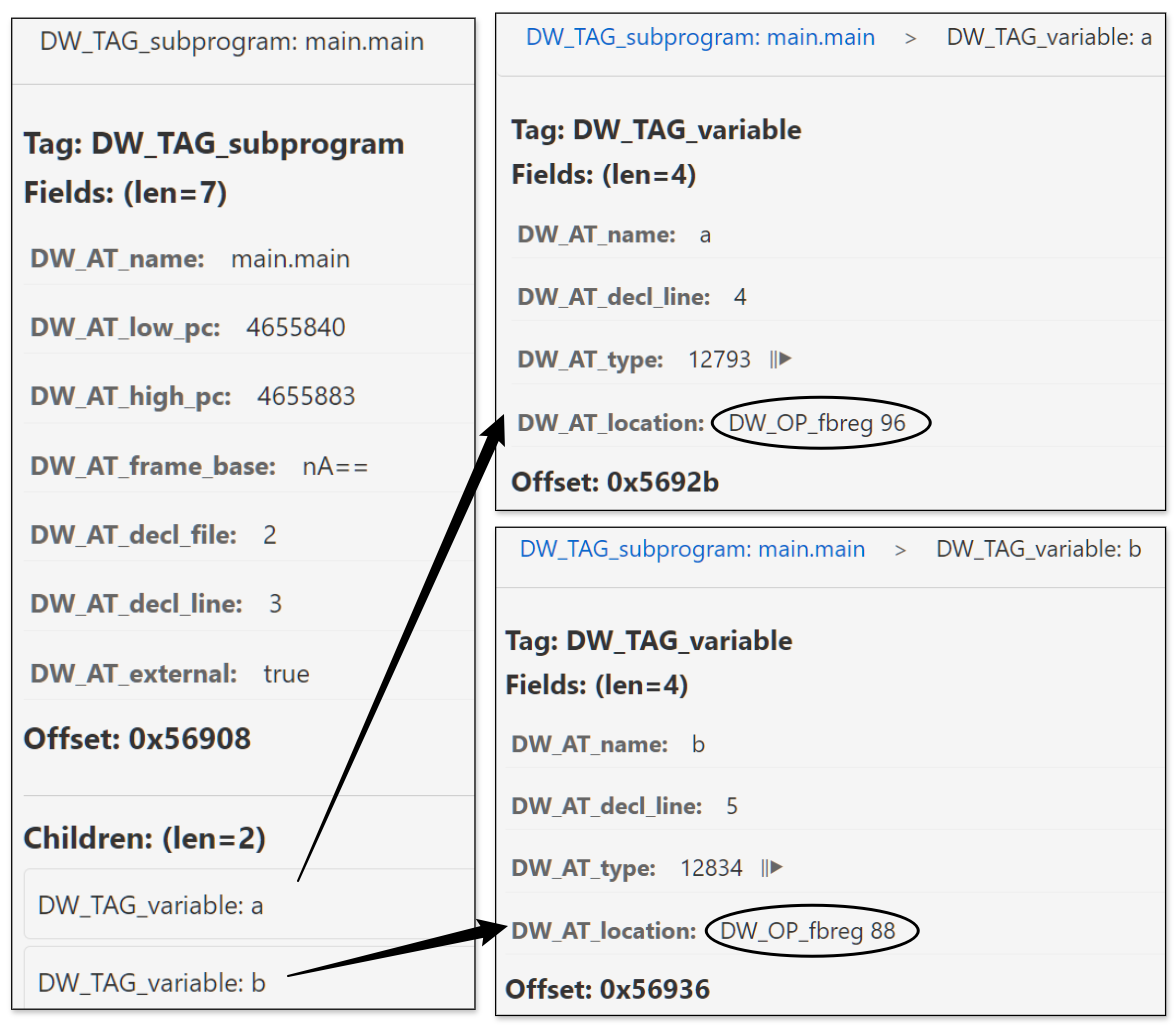 DW_TAG_subprogram: main.main
Tag: DW_TAG_subprogram
Fields: (len=7)
DW_AT_name: main.main
DW_AT_low_pc: 4655840
DW_AT_high_pc: 4655883
DW_AT_frame_base: nA==
DW_AT_decl_file: 2
DW_AT_decl_line: 3
DW_AT_external: true
Offset: 0x56908
Children: (len=2)
DW_TAG_variable: a
DW_TAG_variable: b
DW_TAG_subprogram: main.main > DW_TAG_variable: a
Tag: DW_TAG_variable
Fields: (len=4)
DW_AT_name: a
DW_AT_decl_line: 4
DW_AT_type: 12793
DW_AT_location: DW_OP_fbreg 96
Offset: 0x5692b
DW_TAG_subprogram: main.main > DW_TAG_variable: b
Tag: DW_TAG_variable
Fields: (len=4)
DW_AT_name: b
DW_AT_decl_line: 5
DW_AT_type: 12834
DW_AT_location: DW_OP_fbreg 88
Offset: 0x56936